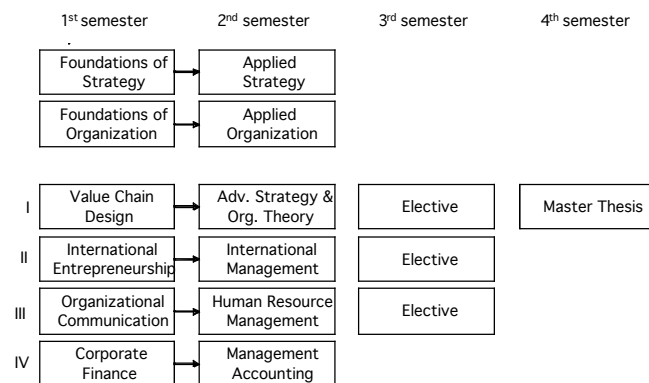 1st semester 2nd semester 3rd semester 4th semester
Foundations of Strategy Applied Strategy
Foundations of Organization Applied Organization
I Value Chain Design Adv. Strategy & Org. Theory Elective Master Thesis
II International Entrepreneurship International Management Elective
III Organizational Communication Human Resource Management Elective
IV Corporate Finance Management Accounting